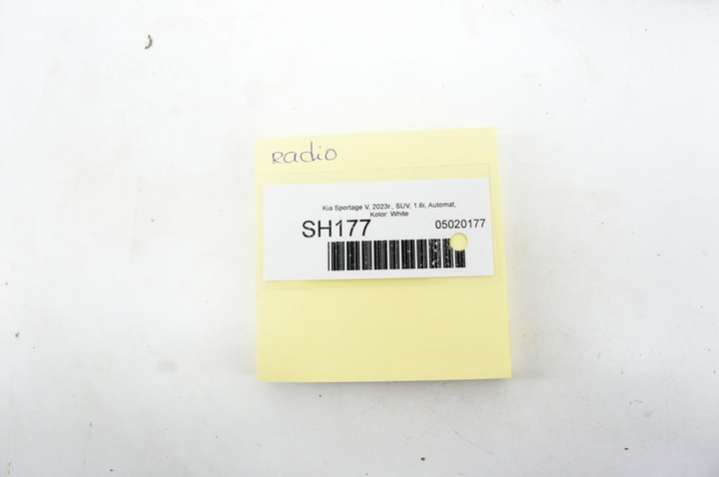 Radio
Kia Sportage V, 2023r., SUV, 1.6i, Automat,
Kolor: White
SH177
05020177